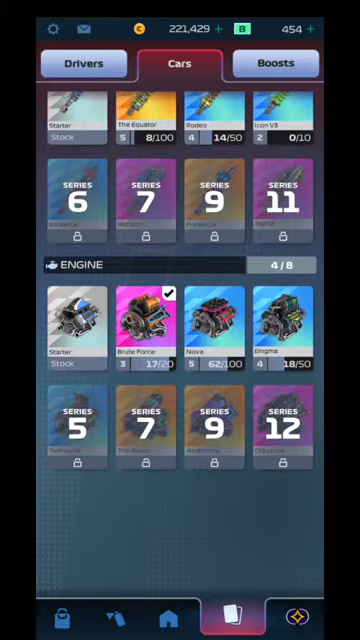 221,429 +
B 454 +
Drivers Cars Boosts
Starter The Equator Rodeo Icon V3
Stock 5 8/100 4 14/50 2 0/10
SERIES SERIES SERIES SERIES
6 7 9 11
ENGINE 4/8
Starter Brute Force Nova Enigma
Stock 3 17/20 5 62/100 4 18/50
SERIES SERIES SERIES SERIES
5 7 9 12